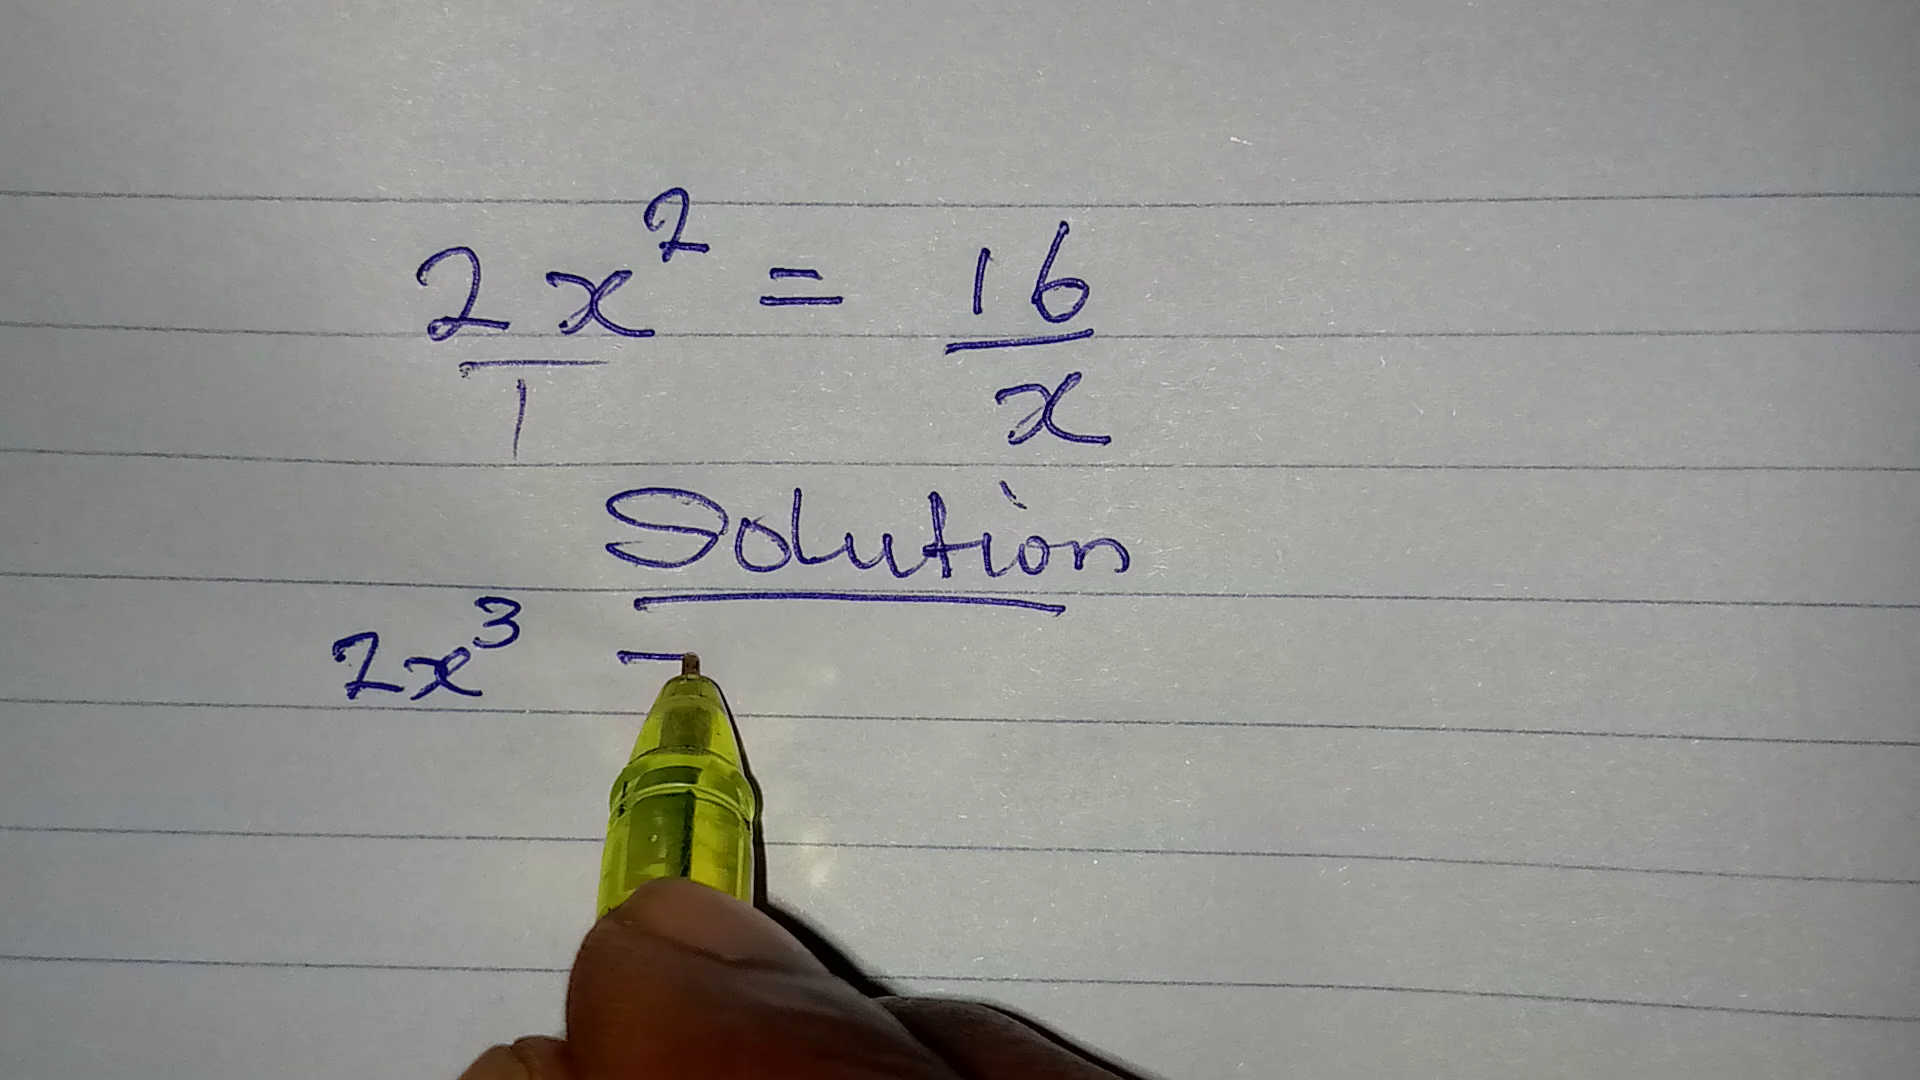 2x² = 16
1 x
Solution
2x³ =